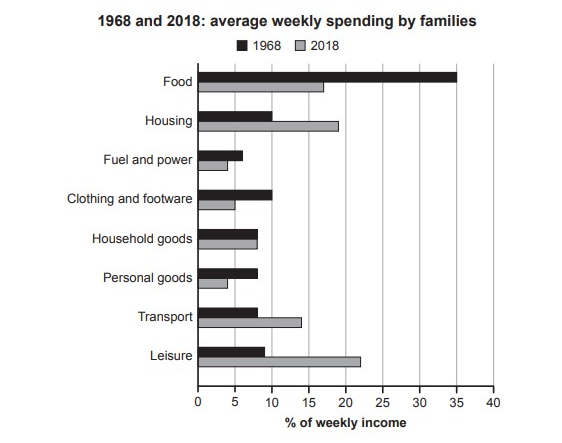 1968 and 2018: average weekly spending by families
1968 2018
Food
Housing
Fuel and power
Clothing and footware
Household goods
Personal goods
Transport
Leisure
0 5 10 15 20 25 30 35 40
% of weekly income